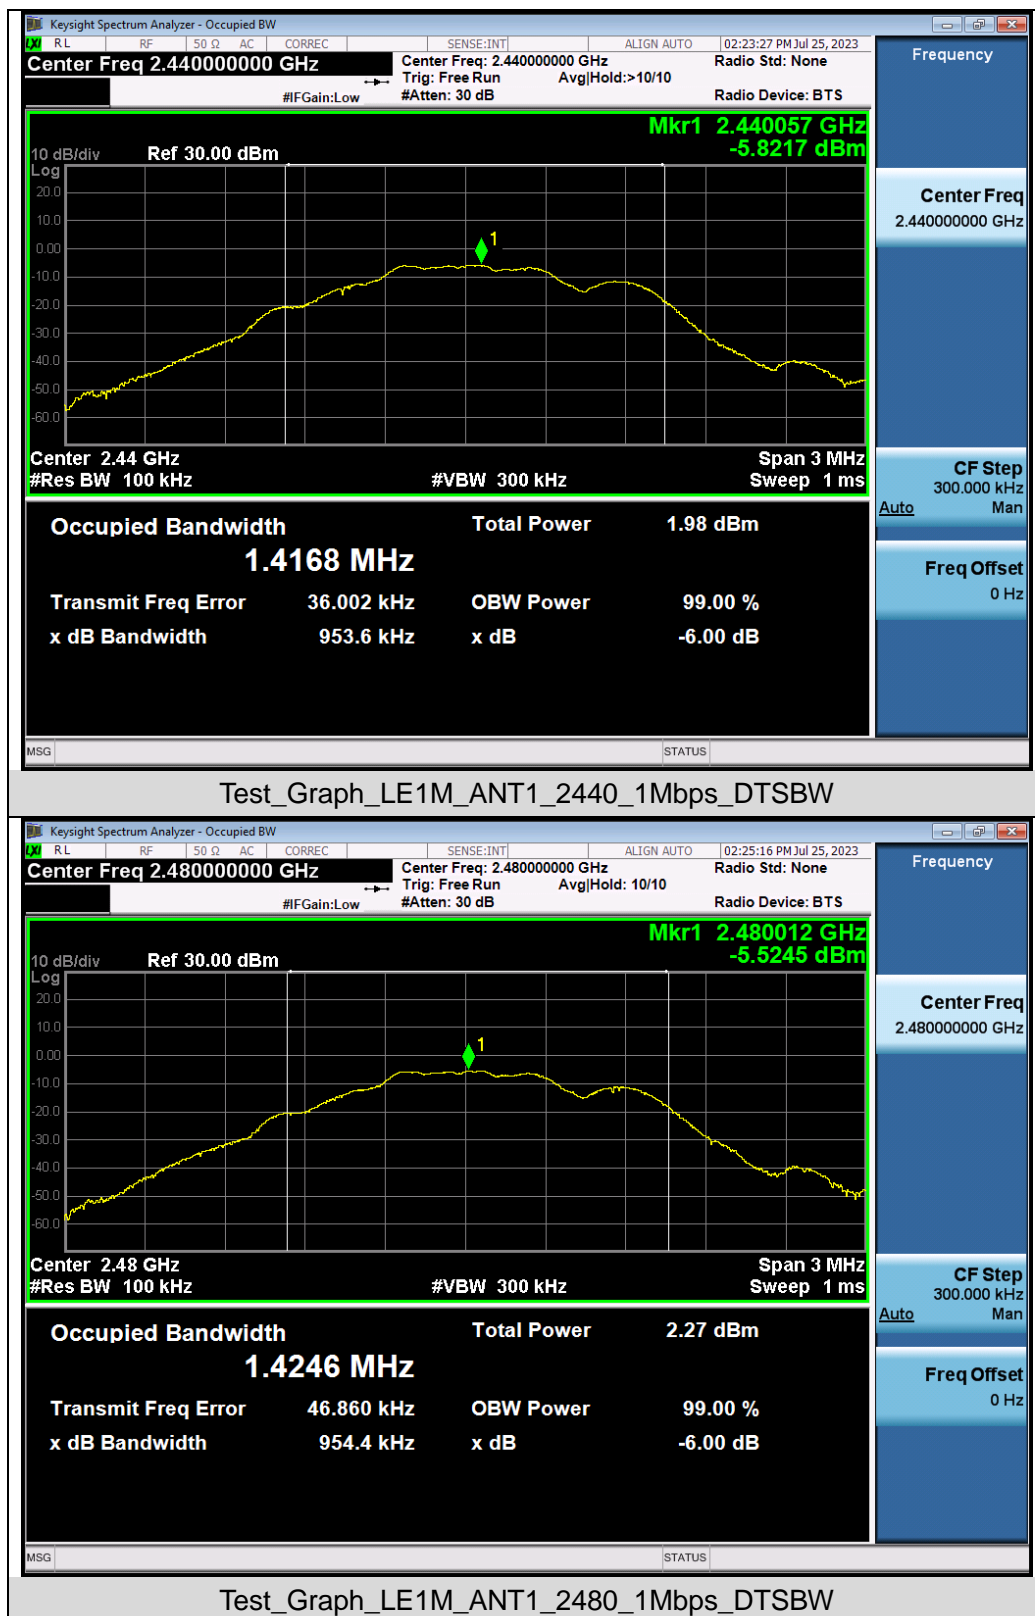 Keysight Spectrum Analyzer - Occupied BW
LXI RL RF 50 Ω AC CORREC SENSE:INT ALIGN AUTO 02:23:27 PM Jul 25, 2023
Center Freq 2.440000000 GHz Center Freq: 2.440000000 GHz Radio Std: None
Trig: Free Run Avg|Hold:>10/10
#IFGain:Low #Atten: 30 dB Radio Device: BTS
Frequency
Mkr1 2.440057 GHz
-5.8217 dBm
10 dB/div Ref 30.00 dBm
Log
20.0
10.0
0.00
-10.0
-20.0
-30.0
-40.0
-50.0
-60.0
1
Center 2.44 GHz Span 3 MHz
#Res BW 100 kHz #VBW 300 kHz Sweep 1 ms
Center Freq
2.440000000 GHz
CF Step
300.000 kHz
Auto Man
Freq Offset
0 Hz
Occupied Bandwidth Total Power 1.98 dBm
1.4168 MHz
Transmit Freq Error 36.002 kHz OBW Power 99.00 %
x dB Bandwidth 953.6 kHz x dB -6.00 dB
MSG STATUS
Test_Graph_LE1M_ANT1_2440_1Mbps_DTSBW
Keysight Spectrum Analyzer - Occupied BW
LXI RL RF 50 Ω AC CORREC SENSE:INT ALIGN AUTO 02:25:16 PM Jul 25, 2023
Center Freq 2.480000000 GHz Center Freq: 2.480000000 GHz Radio Std: None
Trig: Free Run Avg|Hold: 10/10
#IFGain:Low #Atten: 30 dB Radio Device: BTS
Frequency
Mkr1 2.480012 GHz
-5.5245 dBm
10 dB/div Ref 30.00 dBm
Log
20.0
10.0
0.00
-10.0
-20.0
-30.0
-40.0
-50.0
-60.0
1
Center 2.48 GHz Span 3 MHz
#Res BW 100 kHz #VBW 300 kHz Sweep 1 ms
Center Freq
2.480000000 GHz
CF Step
300.000 kHz
Auto Man
Freq Offset
0 Hz
Occupied Bandwidth Total Power 2.27 dBm
1.4246 MHz
Transmit Freq Error 46.860 kHz OBW Power 99.00 %
x dB Bandwidth 954.4 kHz x dB -6.00 dB
MSG STATUS
Test_Graph_LE1M_ANT1_2480_1Mbps_DTSBW